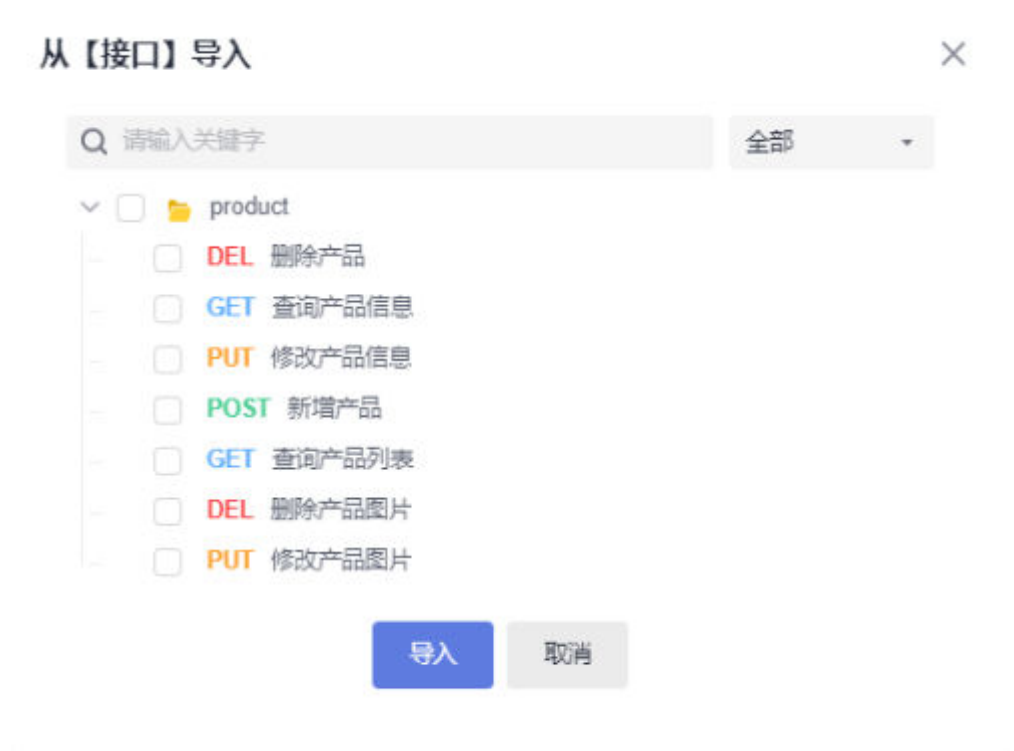 从【接口】导入
请输入关键字 全部
product
DEL 删除产品
GET 查询产品信息
PUT 修改产品信息
POST 新增产品
GET 查询产品列表
DEL 删除产品图片
PUT 修改产品图片
导入 取消